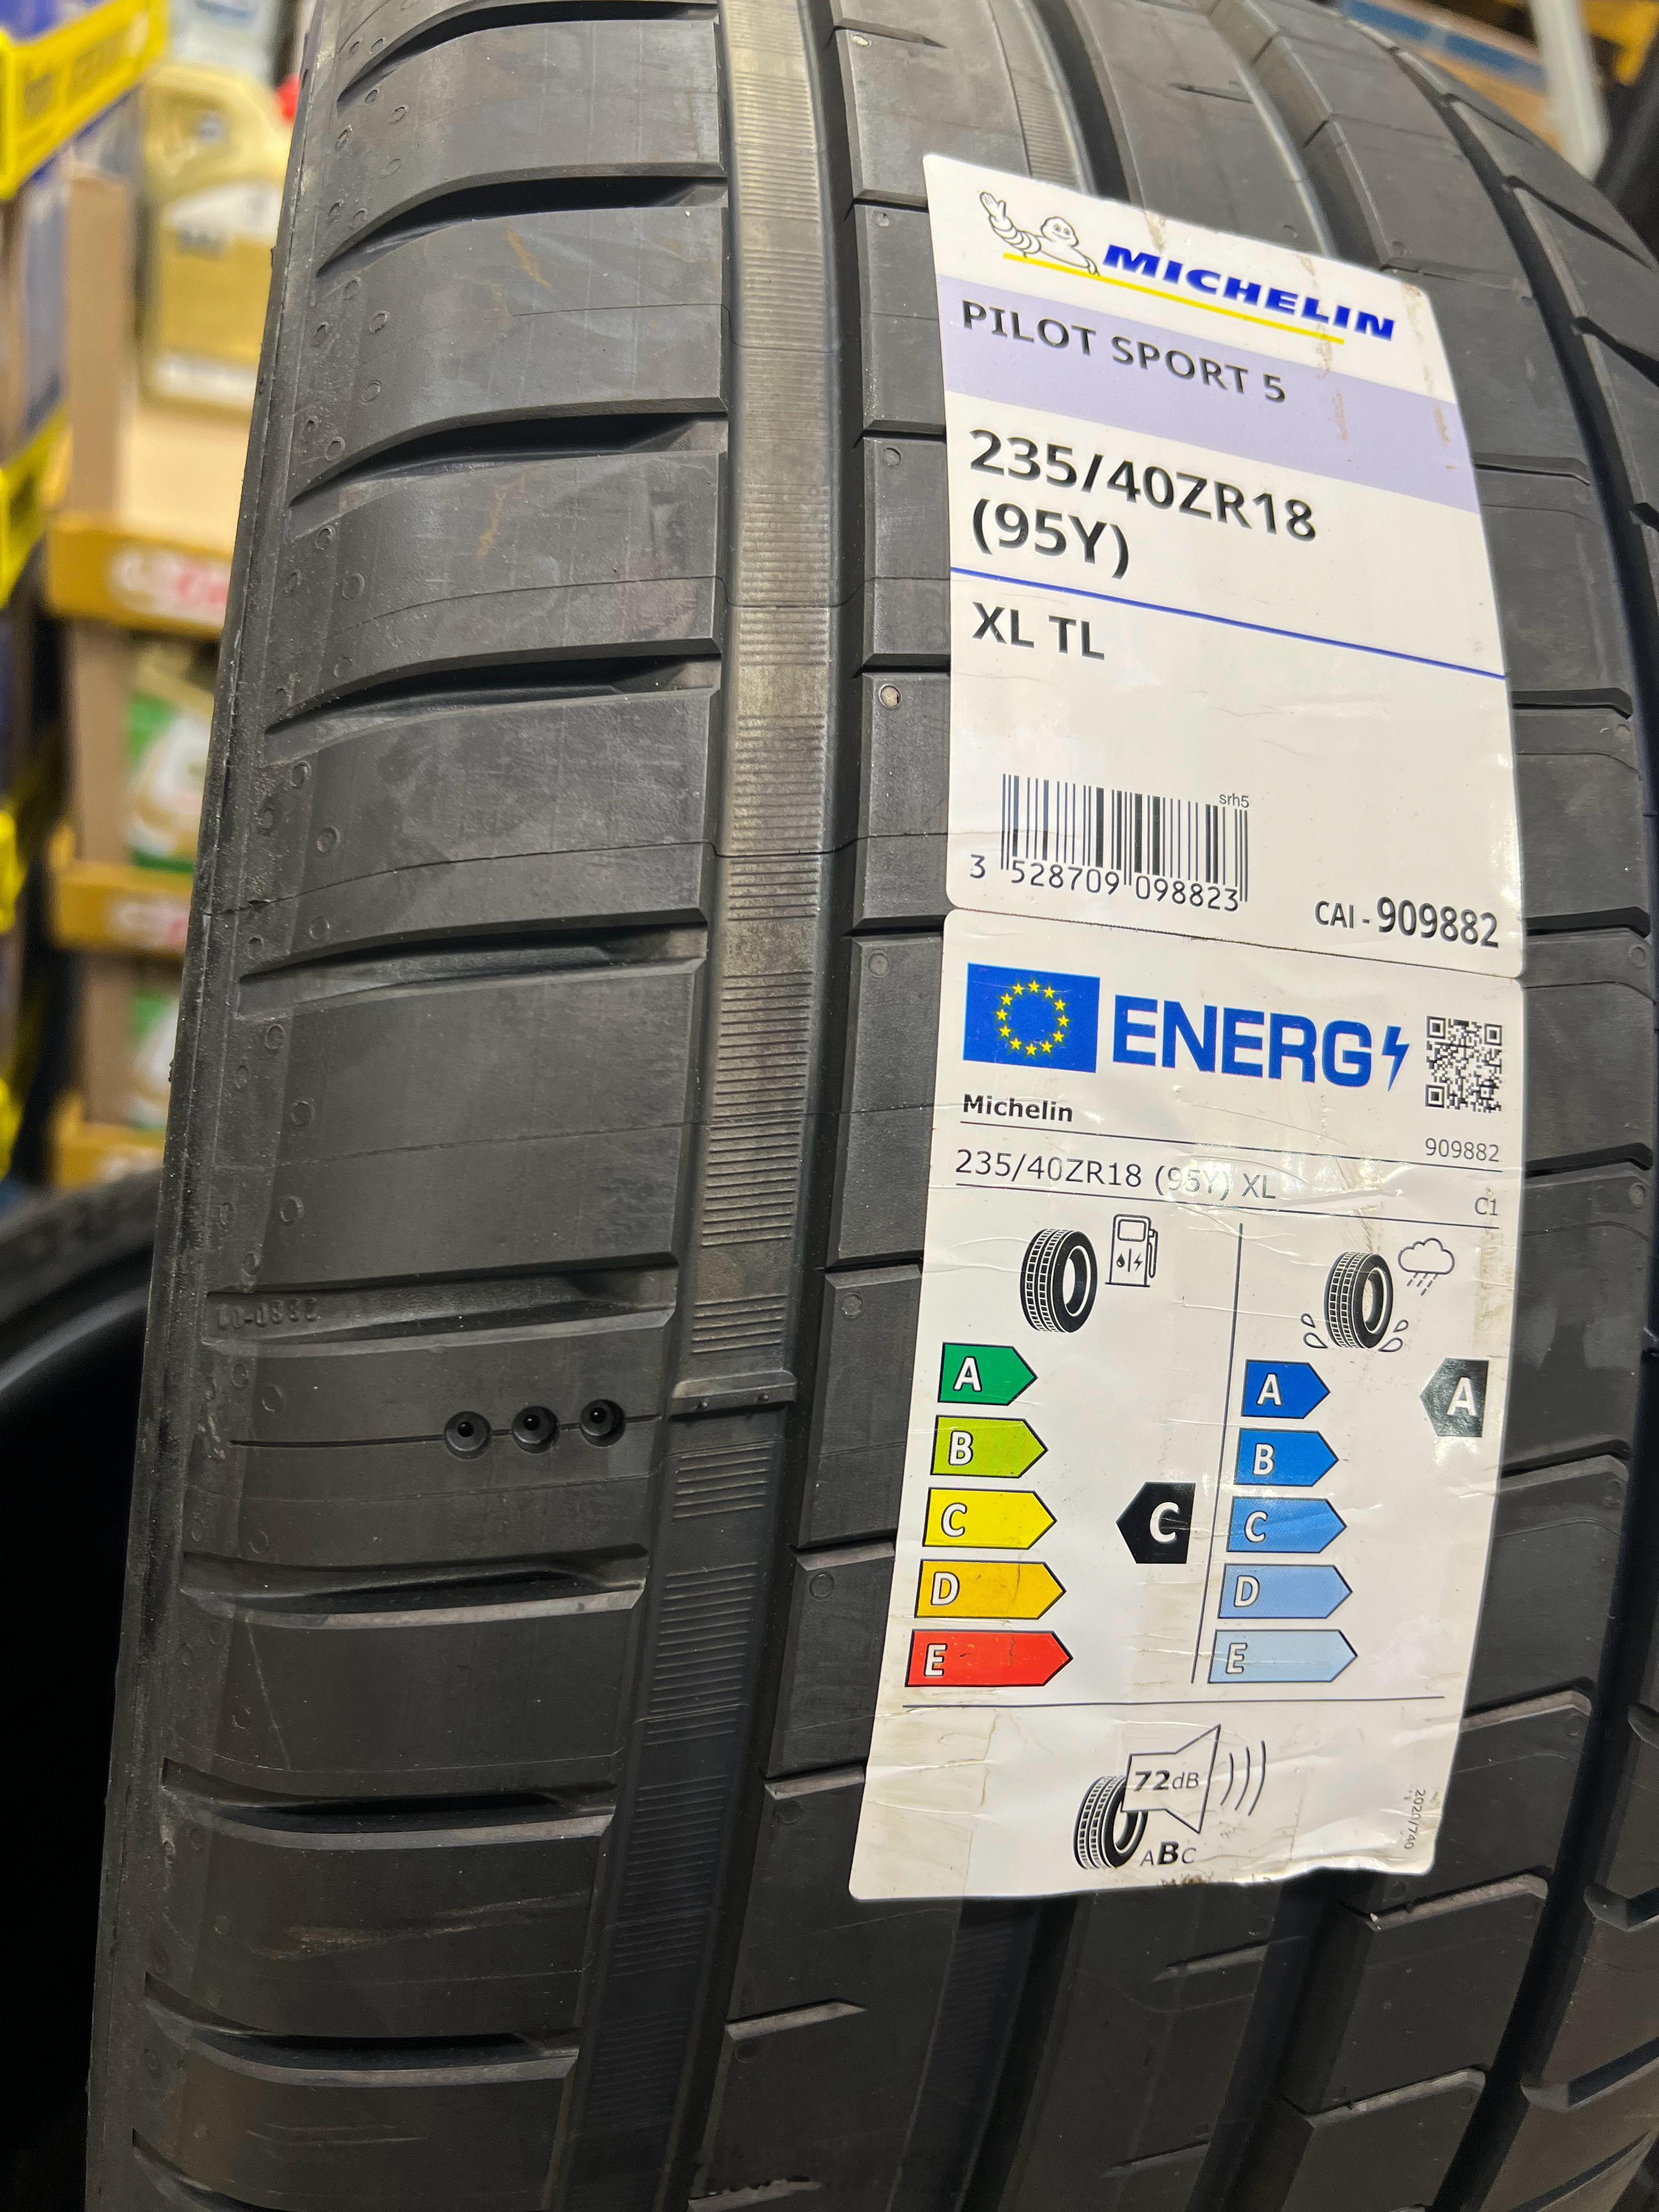 MICHELIN
PILOT SPORT 5
235/40ZR18
(95Y)
XL TL
srh5
3 528709 098823
CAI - 909882
ENERG
Michelin
909882
235/40ZR18 (95Y) XL
C1
A A A
B B
C C C
D D
E E
72dB
ABC
2020/740